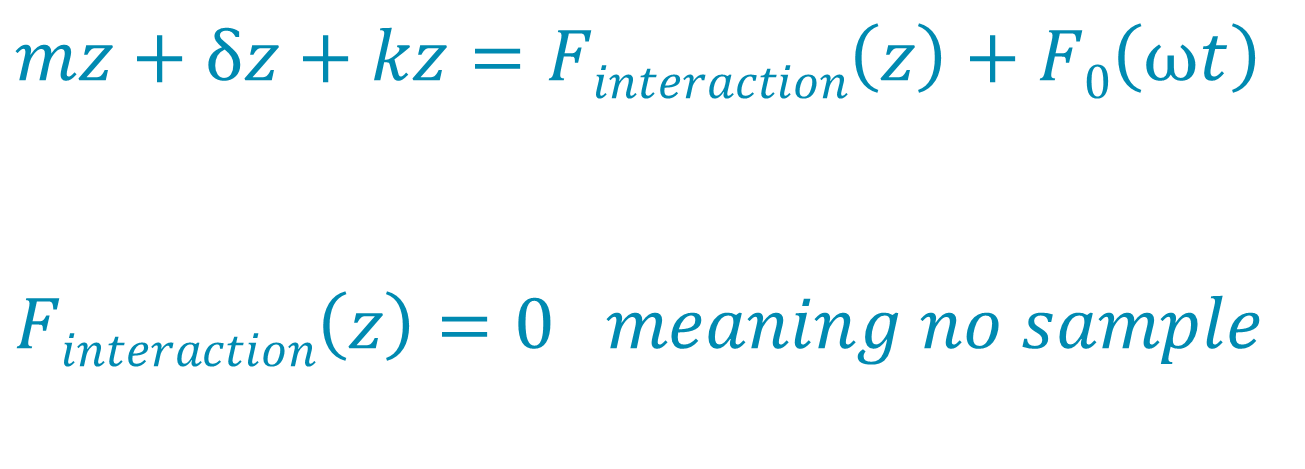 mz + δz + kz = F_interaction(z) + F_0(ωt)
F_interaction(z) = 0 meaning no sample